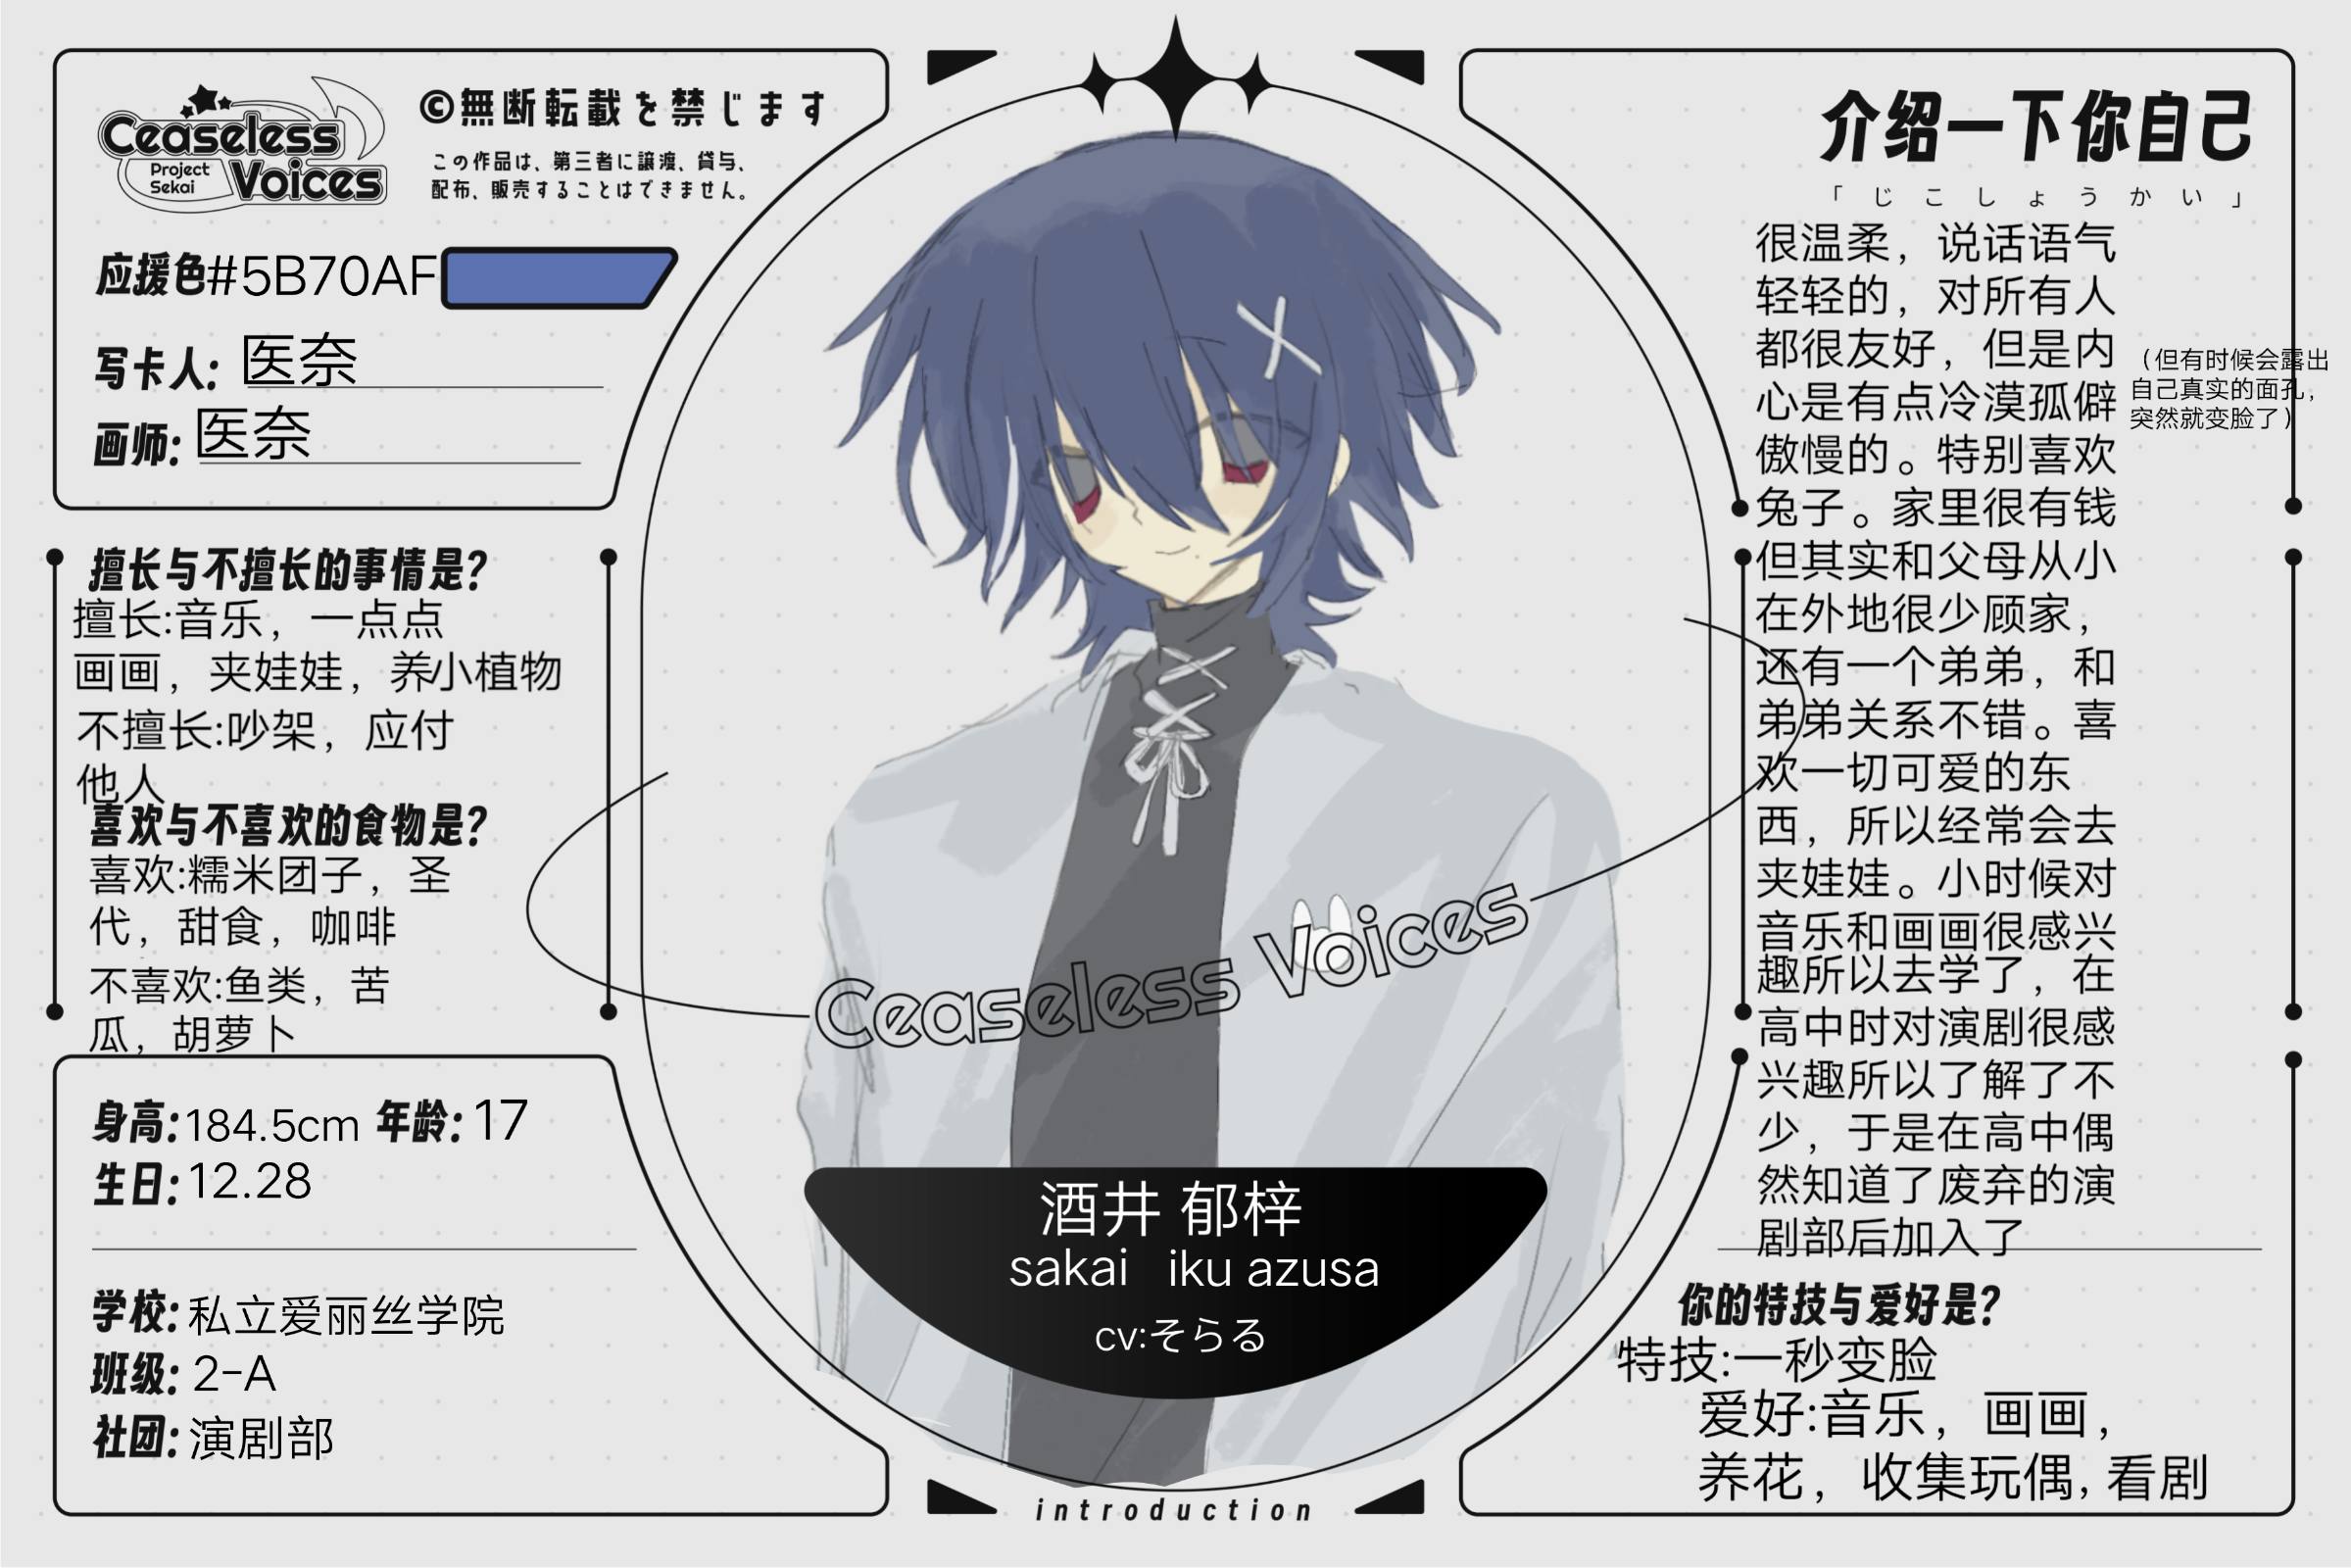 Ceaseless
Project
Sekai
Voices
©無断転載を禁じます
この作品は、第三者に譲渡、貸与、
配布、販売することはできません。
应援色#5B70AF
写卡人: 医奈
画师: 医奈
擅长与不擅长的事情是?
擅长:音乐，一点点
画画，夹娃娃，养小植物
不擅长:吵架，应付
他人
喜欢与不喜欢的食物是?
喜欢:糯米团子，圣
代，甜食，咖啡
不喜欢:鱼类，苦
瓜，胡萝卜
身高:184.5cm 年龄:17
生日:12.28
学校:私立爱丽丝学院
班级: 2-A
社团:演剧部
Ceaseless Voices
酒井 郁梓
sakai iku azusa
cv:そらる
introduction
介绍一下你自己
「じこしょうかい」
很温柔，说话语气
轻轻的，对所有人
都很友好，但是内
心是有点冷漠孤僻
傲慢的。特别喜欢
兔子。家里很有钱
但其实和父母从小
在外地很少顾家，
还有一个弟弟，和
弟弟关系不错。喜
欢一切可爱的东
西，所以经常会去
夹娃娃。小时候对
音乐和画画很感兴
趣所以去学了，在
高中时对演剧很感
兴趣所以了解了不
少，于是在高中偶
然知道了废弃的演
剧部后加入了
（但有时候会露出
自己真实的面孔，
突然就变脸了）
你的特技与爱好是?
特技:一秒变脸
爱好:音乐，画画，
养花，收集玩偶，看剧